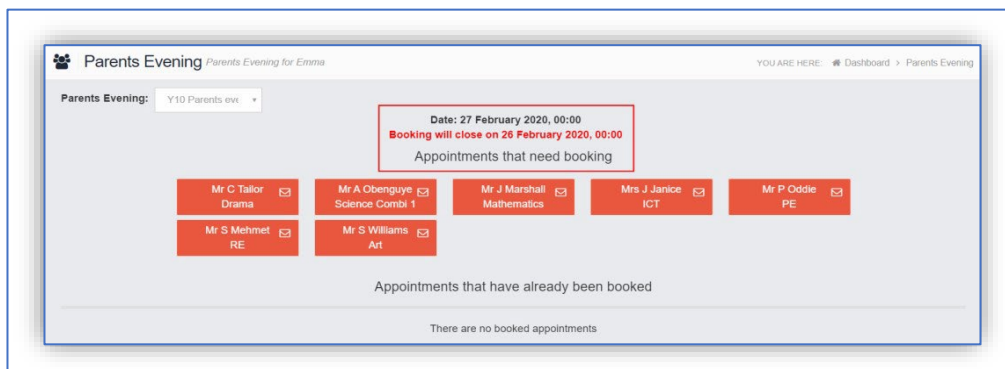 Parents Evening Parents Evening for Emma
YOU ARE HERE: Dashboard > Parents Evening
Parents Evening: Y10 Parents eve
Date: 27 February 2020, 00:00
Booking will close on 26 February 2020, 00:00
Appointments that need booking
Mr C Tailor
Drama
Mr A Obenguye
Science Combi 1
Mr J Marshall
Mathematics
Mrs J Janice
ICT
Mr P Oddie
PE
Mr S Mehmet
RE
Mr S Williams
Art
Appointments that have already been booked
There are no booked appointments